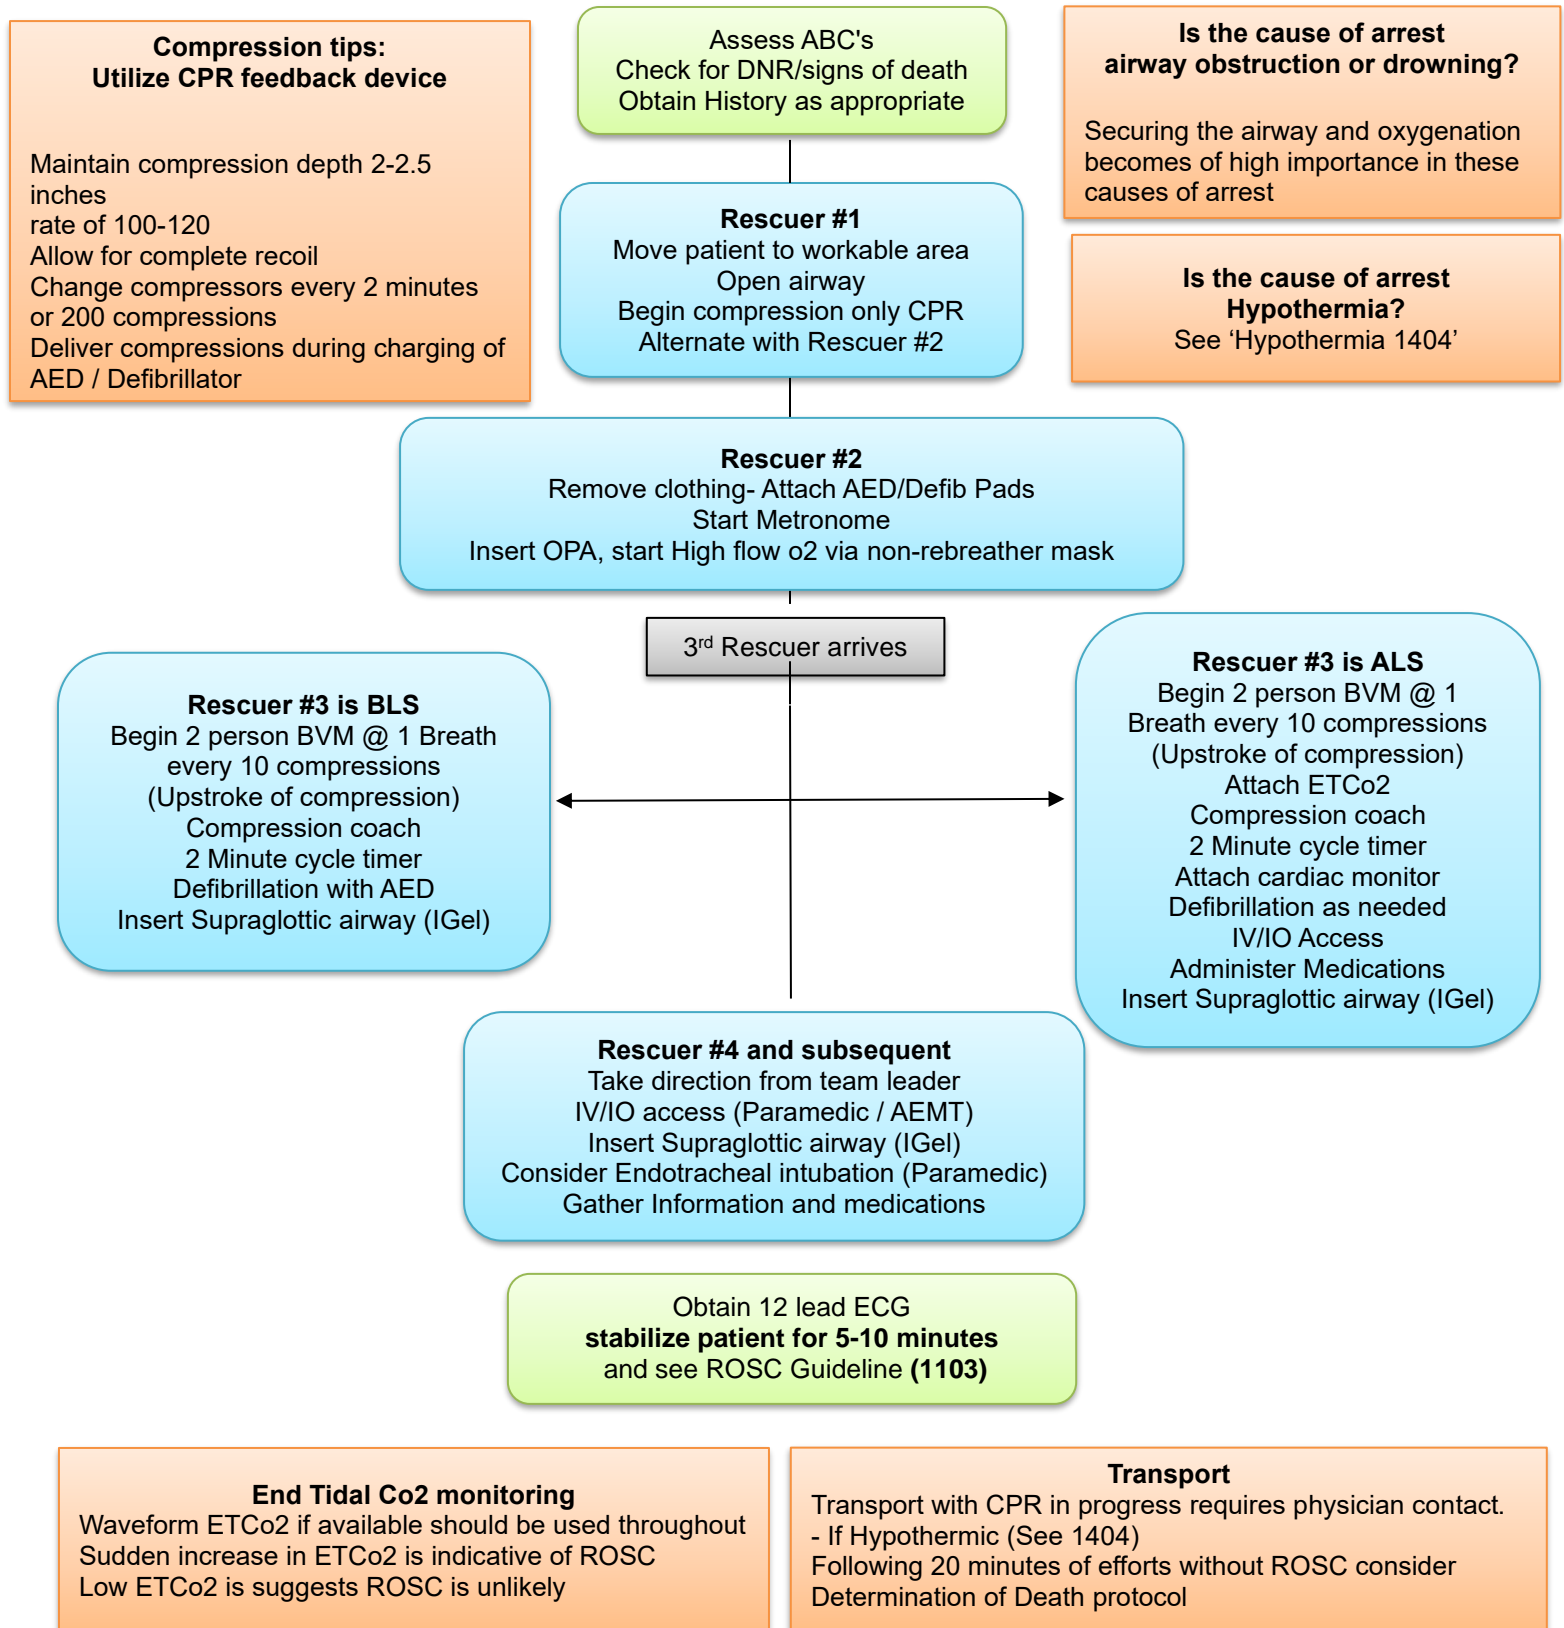 Compression tips:
Utilize CPR feedback device
Maintain compression depth 2-2.5
inches
rate of 100-120
Allow for complete recoil
Change compressors every 2 minutes
or 200 compressions
Deliver compressions during charging of
AED / Defibrillator
Assess ABC's
Check for DNR/signs of death
Obtain History as appropriate
Is the cause of arrest
airway obstruction or drowning?
Securing the airway and oxygenation
becomes of high importance in these
causes of arrest
Rescuer #1
Move patient to workable area
Open airway
Begin compression only CPR
Alternate with Rescuer #2
Is the cause of arrest
Hypothermia?
See ‘Hypothermia 1404’
Rescuer #2
Remove clothing- Attach AED/Defib Pads
Start Metronome
Insert OPA, start High flow o2 via non-rebreather mask
3rd Rescuer arrives
Rescuer #3 is BLS
Begin 2 person BVM @ 1 Breath
every 10 compressions
(Upstroke of compression)
Compression coach
2 Minute cycle timer
Defibrillation with AED
Insert Supraglottic airway (IGel)
Rescuer #3 is ALS
Begin 2 person BVM @ 1
Breath every 10 compressions
(Upstroke of compression)
Attach ETCo2
Compression coach
2 Minute cycle timer
Attach cardiac monitor
Defibrillation as needed
IV/IO Access
Administer Medications
Insert Supraglottic airway (IGel)
Rescuer #4 and subsequent
Take direction from team leader
IV/IO access (Paramedic / AEMT)
Insert Supraglottic airway (IGel)
Consider Endotracheal intubation (Paramedic)
Gather Information and medications
Obtain 12 lead ECG
stabilize patient for 5-10 minutes
and see ROSC Guideline (1103)
End Tidal Co2 monitoring
Waveform ETCo2 if available should be used throughout
Sudden increase in ETCo2 is indicative of ROSC
Low ETCo2 is suggests ROSC is unlikely
Transport
Transport with CPR in progress requires physician contact.
- If Hypothermic (See 1404)
Following 20 minutes of efforts without ROSC consider
Determination of Death protocol